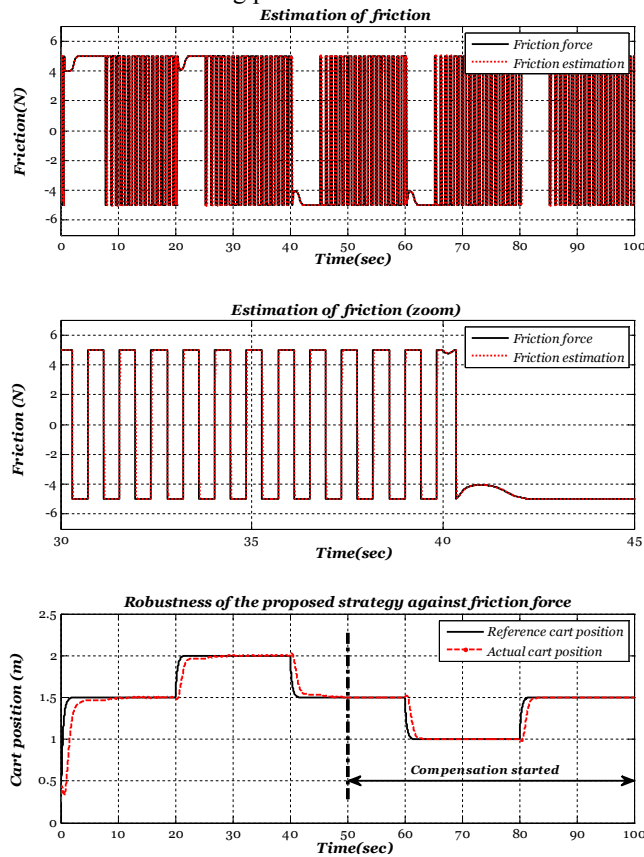 Estimation of friction
6
4
2
0
-2
-4
-6
Friction(N)
Friction force
Friction estimation
0 10 20 30 40 50 60 70 80 90 100
Time(sec)
Estimation of friction (zoom)
6
4
2
0
-2
-4
-6
Friction (N)
Friction force
Friction estimation
30 35 40 45
Time(sec)
Robustness of the proposed strategy against friction force
2.5
2
1.5
1
0.5
0
Cart position (m)
Reference cart position
Actual cart position
Compensation started
0 10 20 30 40 50 60 70 80 90 100
Time(sec)